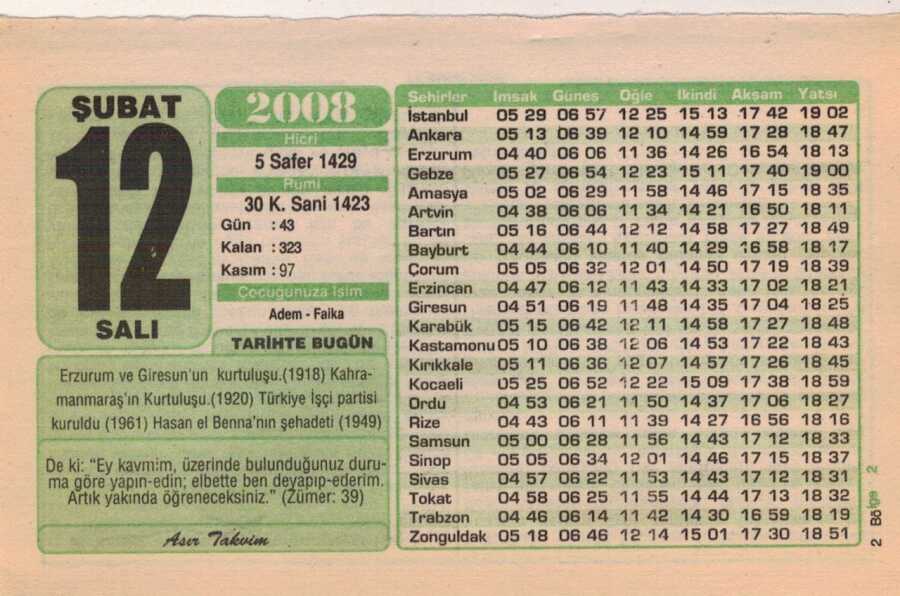 ŞUBAT
12
SALI
2008
Hicri
5 Safer 1429
Rumi
30 K. Sani 1423
Gün : 43
Kalan : 323
Kasım : 97
Çocuğunuza İsim
Adem - Faika
TARİHTE BUGÜN
Erzurum ve Giresun'un kurtuluşu.(1918) Kahra-
manmaraş'ın Kurtuluşu.(1920) Türkiye İşçi partisi
kuruldu (1961) Hasan el Benna'nın şehadeti (1949)
De ki: “Ey kavmim, üzerinde bulunduğunuz duru-
ma göre yapın-edin; elbette ben deyapıp-ederim.
Artık yakında öğreneceksiniz.” (Zümer: 39)
Asır Takvim
Şehirler İmsak Güneş Öğle İkindi Akşam Yatsı
İstanbul 05 29 06 57 12 25 15 13 17 42 19 02
Ankara 05 13 06 39 12 10 14 59 17 28 18 47
Erzurum 04 40 06 06 11 36 14 26 16 54 18 13
Gebze 05 27 06 54 12 23 15 11 17 40 19 00
Amasya 05 02 06 29 11 58 14 46 17 15 18 35
Artvin 04 38 06 06 11 34 14 21 16 50 18 11
Bartın 05 16 06 44 12 12 14 58 17 27 18 49
Bayburt 04 44 06 10 11 40 14 29 16 58 18 17
Çorum 05 05 06 32 12 01 14 50 17 19 18 39
Erzincan 04 47 06 12 11 43 14 33 17 02 18 21
Giresun 04 51 06 19 11 48 14 35 17 04 18 25
Karabük 05 15 06 42 12 11 14 58 17 27 18 48
Kastamonu 05 10 06 38 12 06 14 53 17 22 18 43
Kırıkkale 05 11 06 36 12 07 14 57 17 26 18 45
Kocaeli 05 25 06 52 12 22 15 09 17 38 18 59
Ordu 04 53 06 21 11 50 14 37 17 06 18 27
Rize 04 43 06 11 11 39 14 27 16 56 18 16
Samsun 05 00 06 28 11 56 14 43 17 12 18 33
Sinop 05 05 06 34 12 01 14 46 17 15 18 37
Sivas 04 57 06 22 11 53 14 43 17 12 18 31
Tokat 04 58 06 25 11 55 14 44 17 13 18 32
Trabzon 04 46 06 14 11 42 14 30 16 59 18 19
Zonguldak 05 18 06 46 12 14 15 01 17 30 18 51
2 Bölge 2